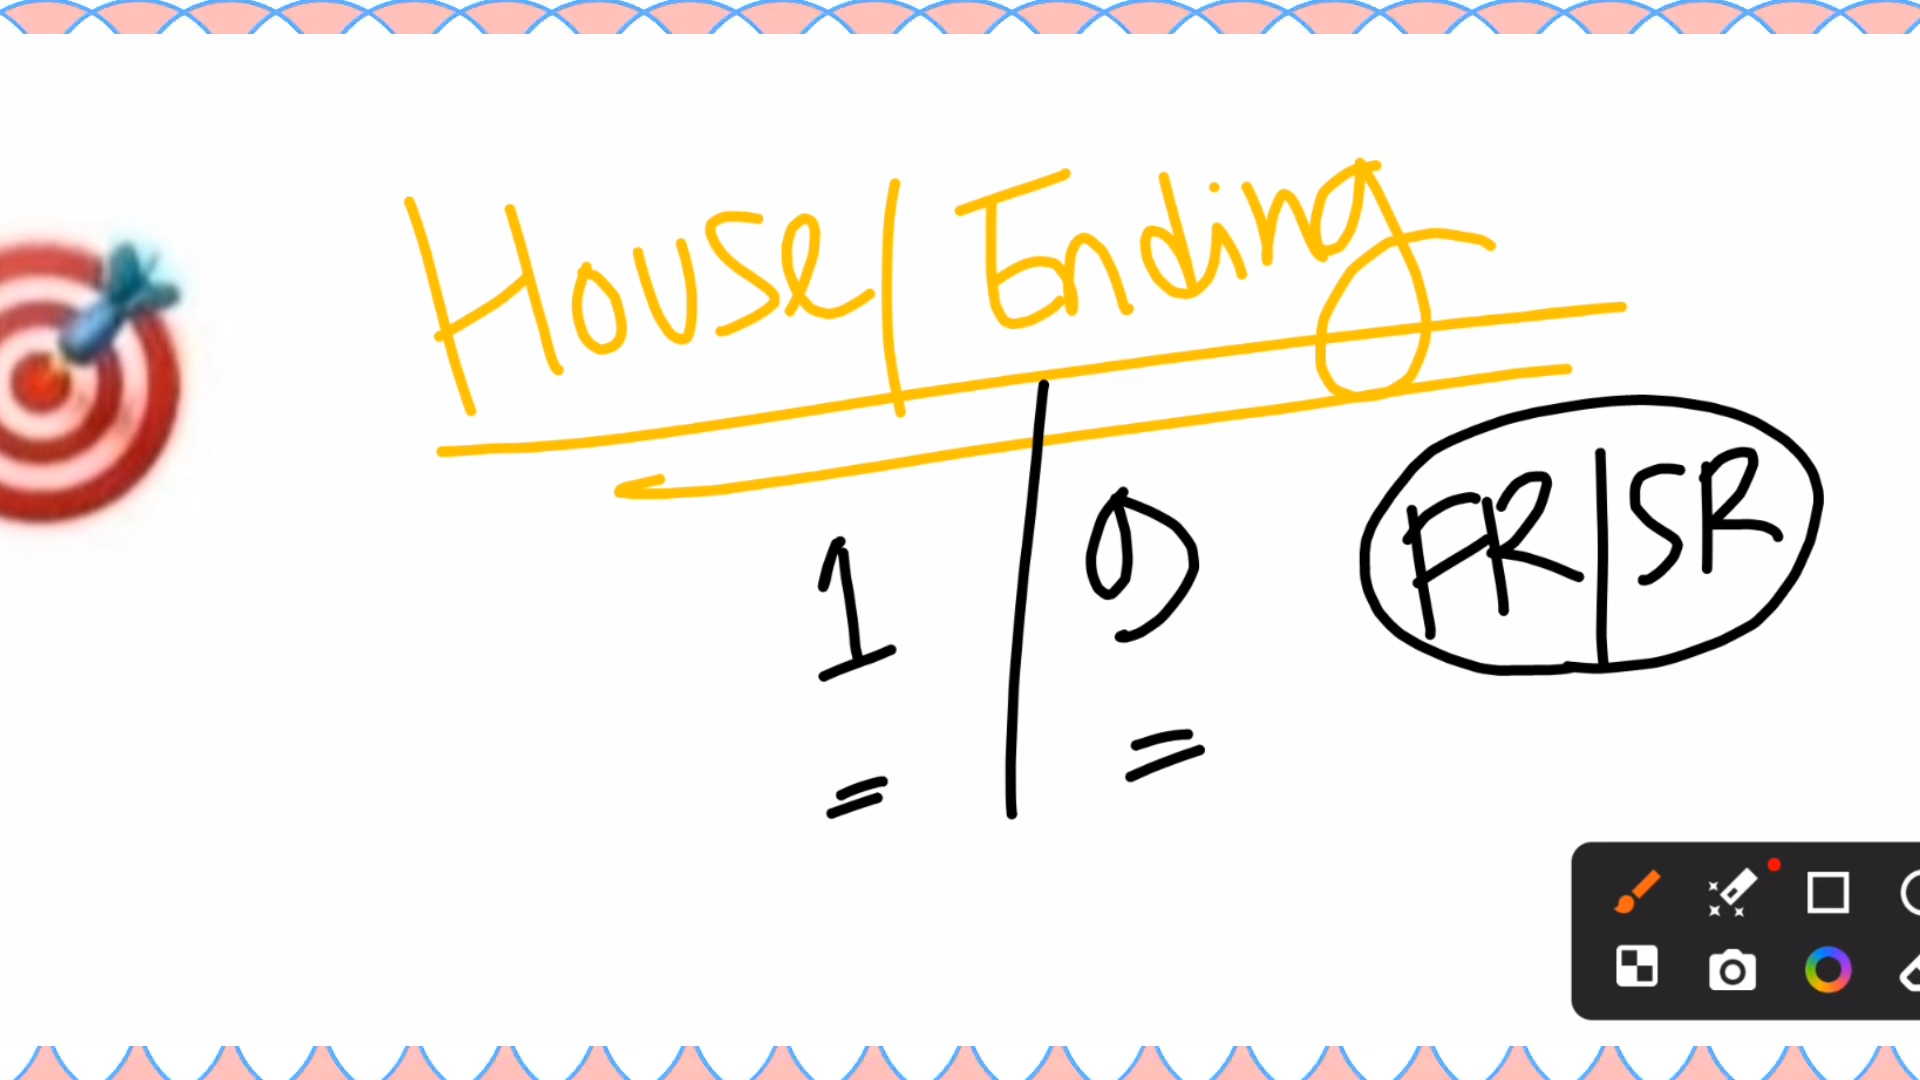 House/Ending
1 | 0
FR|SR
=
=